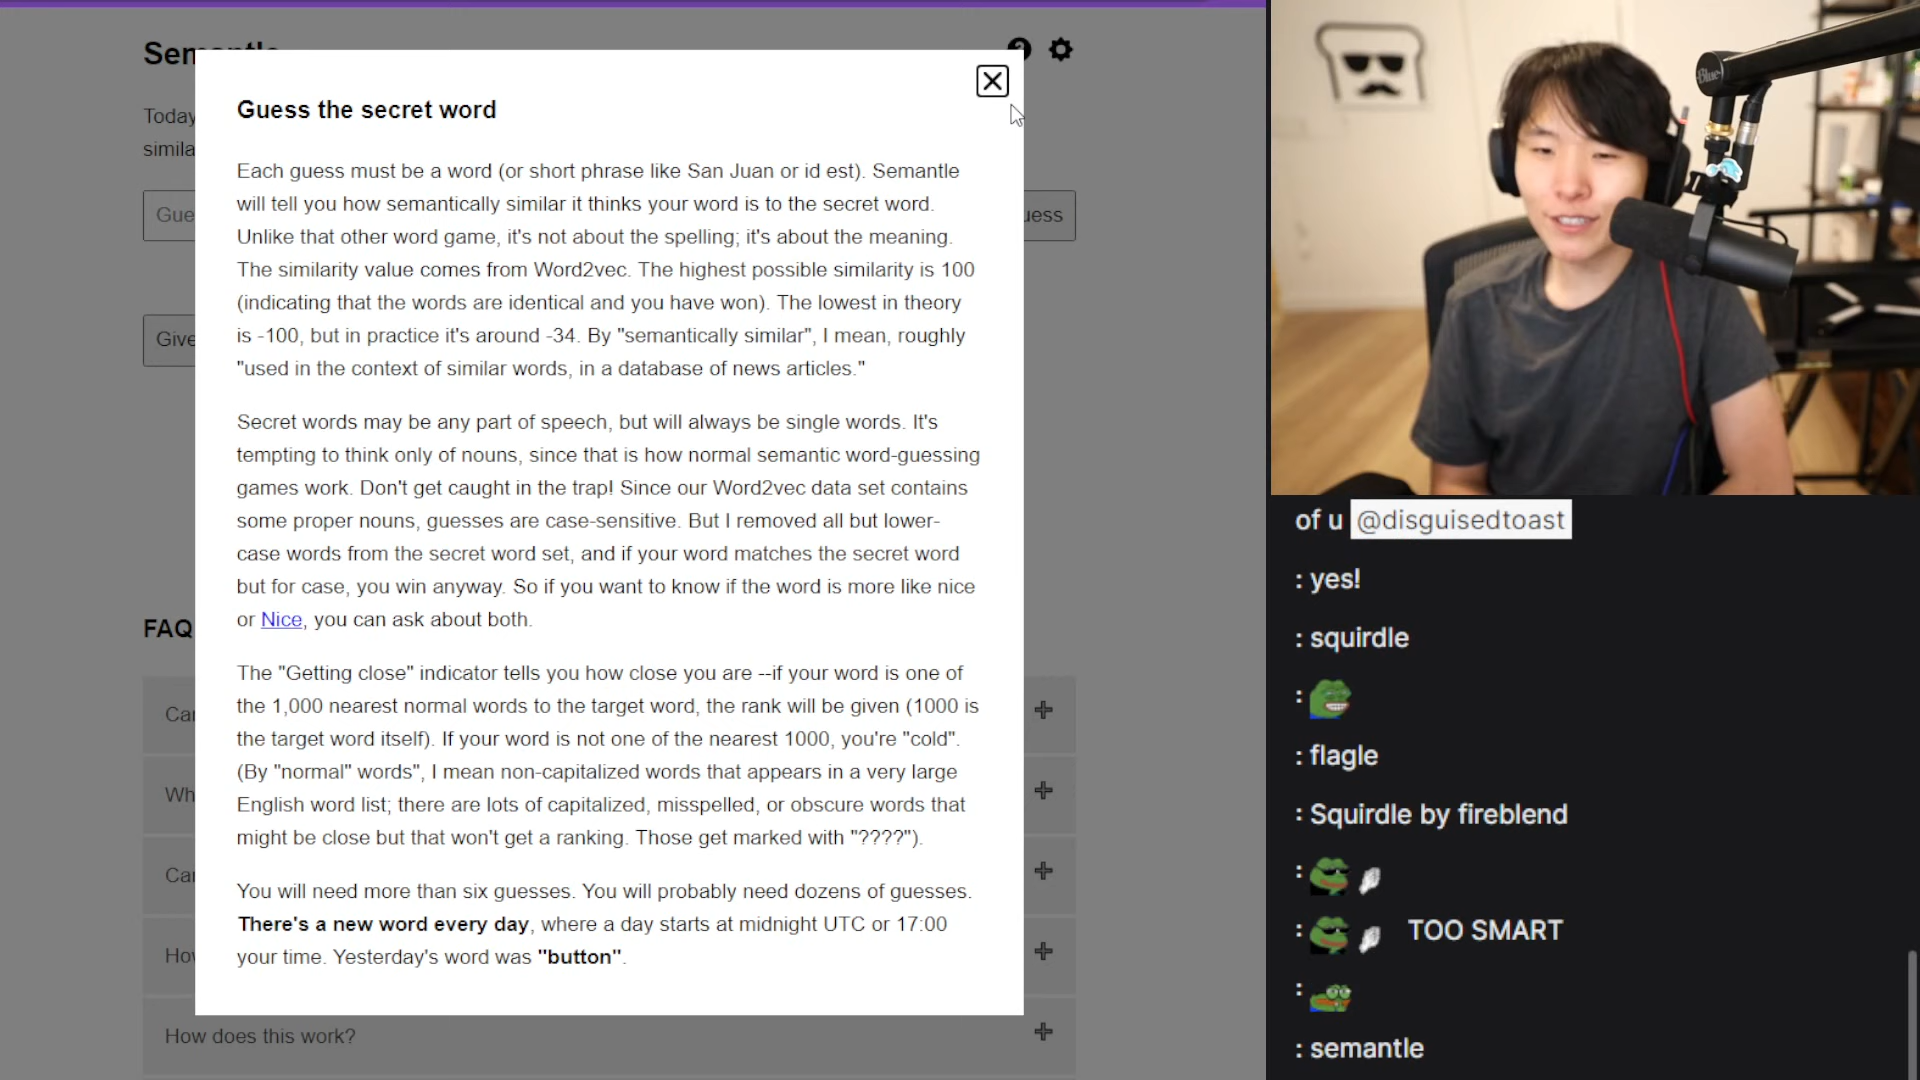 Semantle
Today
simila
Gue
uess
Give
FAQ
Car
Wh
Car
How
How does this work?
Guess the secret word
Each guess must be a word (or short phrase like San Juan or id est). Semantle
will tell you how semantically similar it thinks your word is to the secret word.
Unlike that other word game, it's not about the spelling; it's about the meaning.
The similarity value comes from Word2vec. The highest possible similarity is 100
(indicating that the words are identical and you have won). The lowest in theory
is -100, but in practice it's around -34. By "semantically similar", I mean, roughly
"used in the context of similar words, in a database of news articles."
Secret words may be any part of speech, but will always be single words. It's
tempting to think only of nouns, since that is how normal semantic word-guessing
games work. Don't get caught in the trap! Since our Word2vec data set contains
some proper nouns, guesses are case-sensitive. But I removed all but lower-
case words from the secret word set, and if your word matches the secret word
but for case, you win anyway. So if you want to know if the word is more like nice
or Nice, you can ask about both.
The "Getting close" indicator tells you how close you are --if your word is one of
the 1,000 nearest normal words to the target word, the rank will be given (1000 is
the target word itself). If your word is not one of the nearest 1000, you're "cold".
(By "normal" words", I mean non-capitalized words that appears in a very large
English word list; there are lots of capitalized, misspelled, or obscure words that
might be close but that won't get a ranking. Those get marked with "????").
You will need more than six guesses. You will probably need dozens of guesses.
There's a new word every day, where a day starts at midnight UTC or 17:00
your time. Yesterday's word was "button".
Blue
of u @disguisedtoast
: yes!
: squirdle
:
: flagle
: Squirdle by fireblend
:
: TOO SMART
:
: semantle